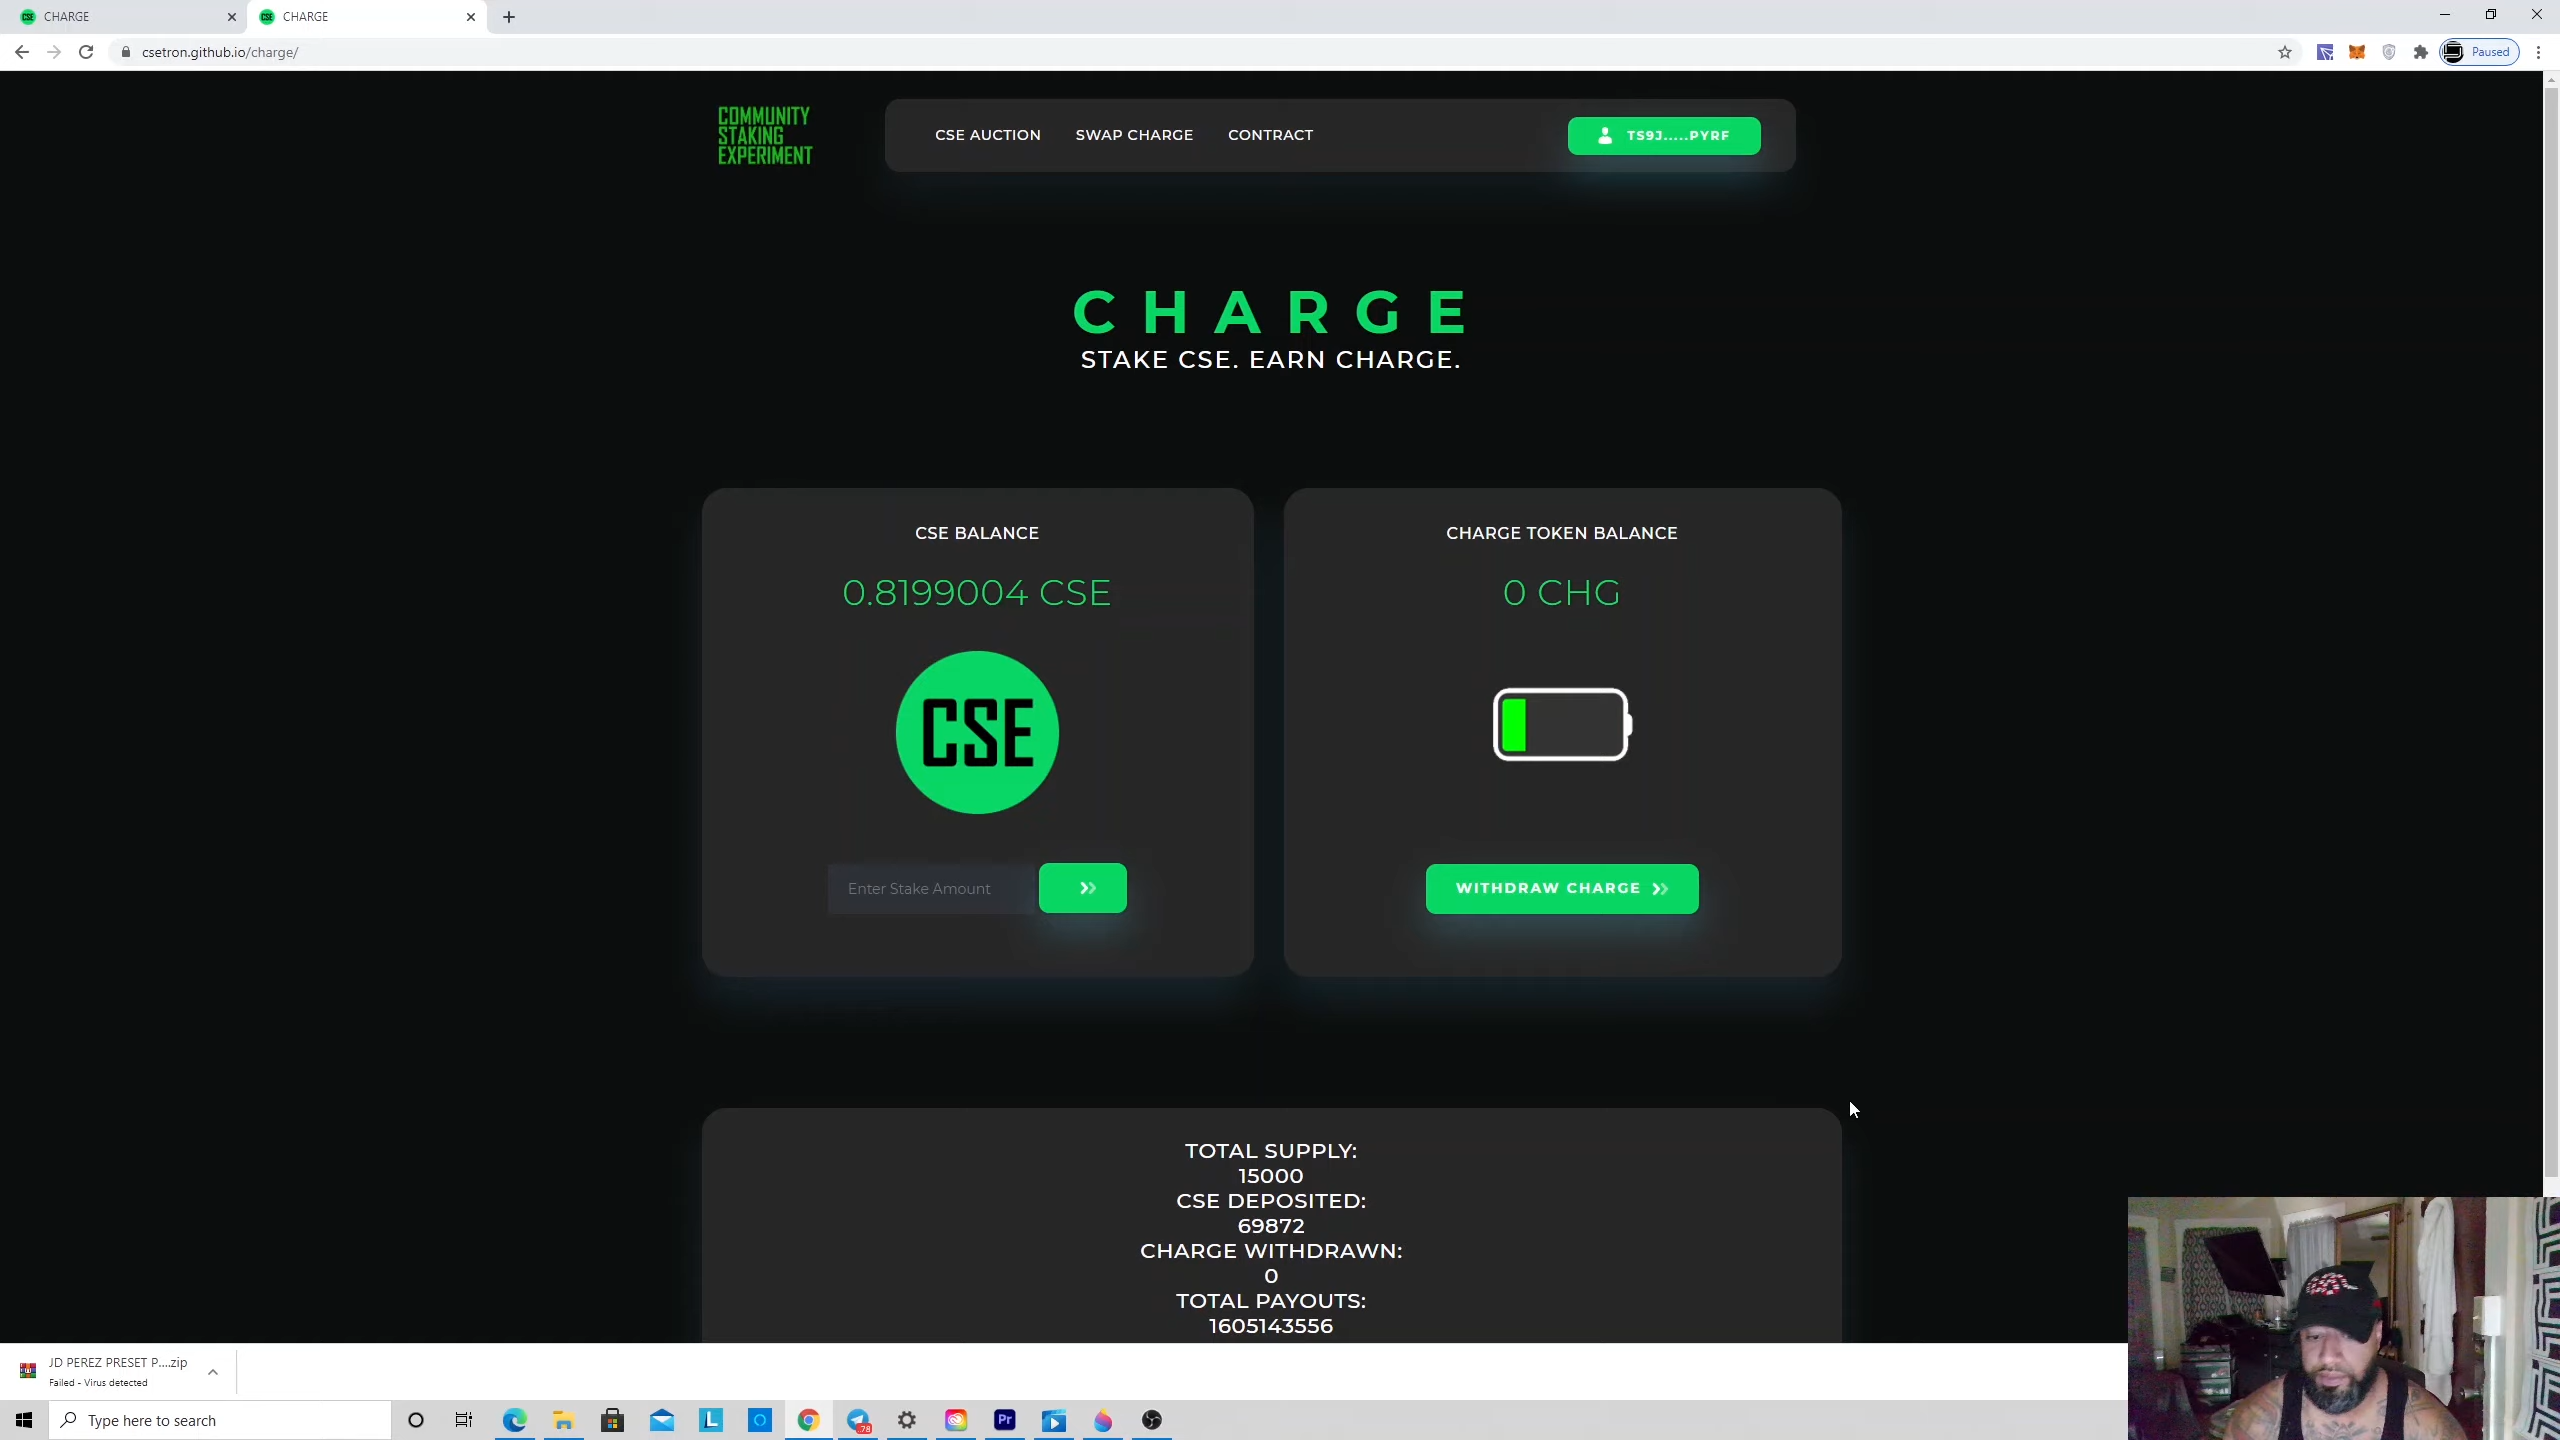 CHARGE
CHARGE
csetron.github.io/charge/
Paused
COMMUNITY
STAKING
EXPERIMENT
CSE AUCTION
SWAP CHARGE
CONTRACT
TS9J.....PYRF
CHARGE
STAKE CSE. EARN CHARGE.
CSE BALANCE
0.8199004 CSE
CSE
Enter Stake Amount
CHARGE TOKEN BALANCE
0 CHG
WITHDRAW CHARGE
TOTAL SUPPLY:
15000
CSE DEPOSITED:
69872
CHARGE WITHDRAWN:
0
TOTAL PAYOUTS:
1605143556
JD PEREZ PRESET P....zip
Failed - Virus detected
Type here to search
L
78
Pr